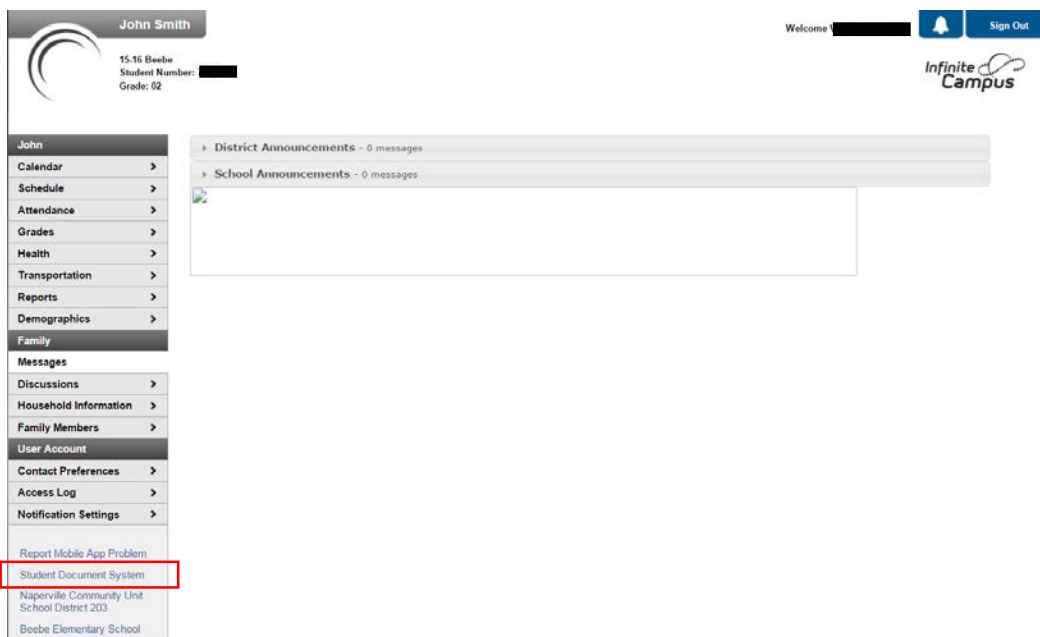 John Smith
Welcome
Sign Out
15-16 Beebe
Student Number:
Grade: 02
Infinite
Campus
John
Calendar
Schedule
Attendance
Grades
Health
Transportation
Reports
Demographics
Family
Messages
Discussions
Household Information
Family Members
User Account
Contact Preferences
Access Log
Notification Settings
Report Mobile App Problem
Student Document System
Naperville Community Unit
School District 203
Beebe Elementary School
District Announcements - 0 messages
School Announcements - 0 messages